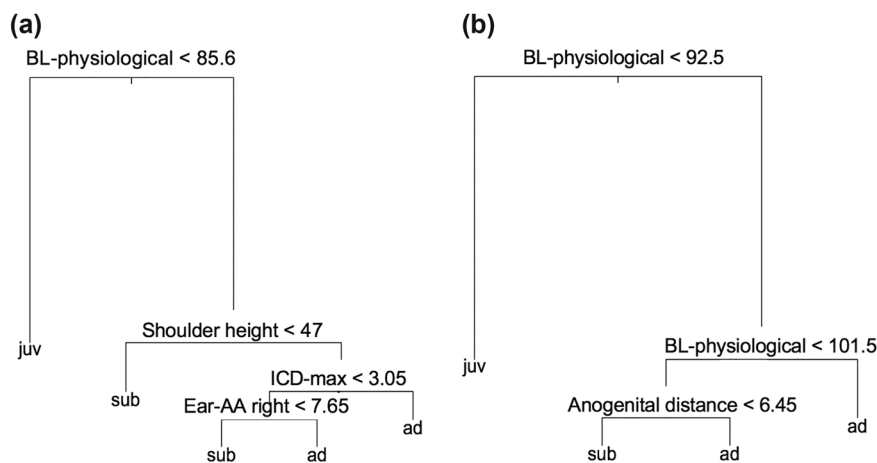 (a)
BL-physiological < 85.6
juv
Shoulder height < 47
sub
ICD-max < 3.05
Ear-AA right < 7.65
ad
sub
ad
(b)
BL-physiological < 92.5
juv
BL-physiological < 101.5
Anogenital distance < 6.45
ad
sub
ad